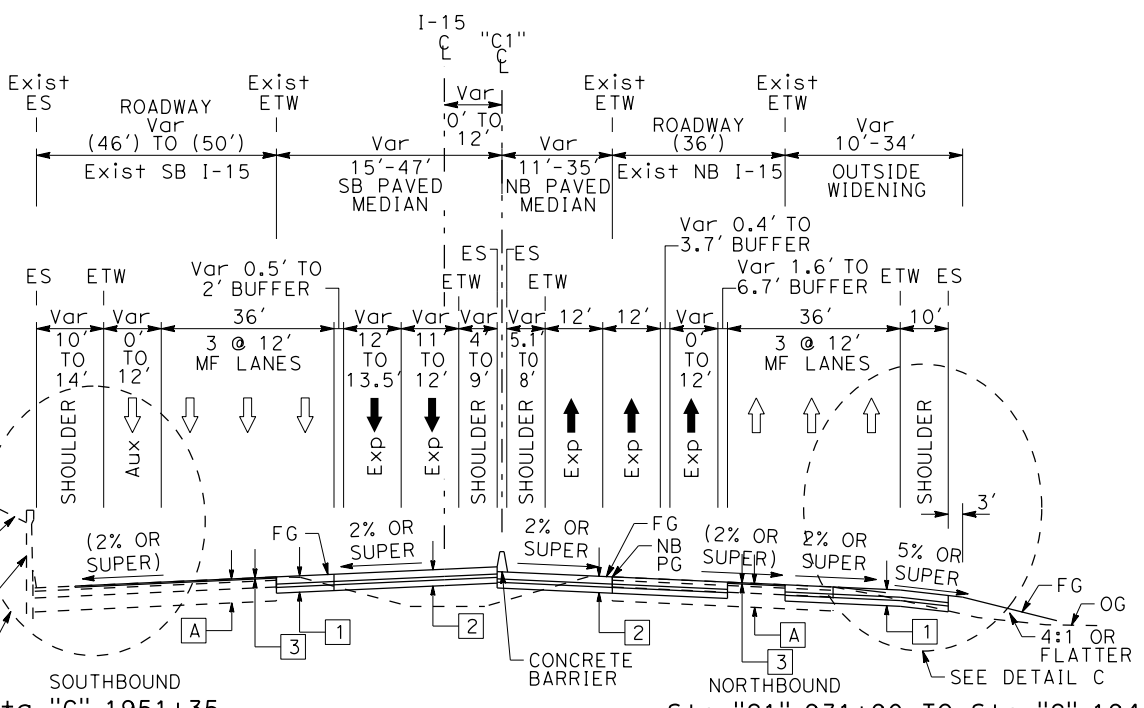 I-15
CL
"C1"
CL
Exist
ES
Exist
ETW
Var
0' TO
12'
Exist
ETW
Exist
ETW
ROADWAY
Var
(46') TO (50')
Exist SB I-15
Var
15'-47'
SB PAVED
MEDIAN
Var
11'-35'
NB PAVED
MEDIAN
ROADWAY
(36')
Exist NB I-15
Var
10'-34'
OUTSIDE
WIDENING
Var 0.4' TO
3.7' BUFFER
ES
ETW
Var 0.5' TO
2' BUFFER
ETW
ES
ES
ETW
Var 1.6' TO
6.7' BUFFER
ETW
ES
Var
10'
TO
14'
SHOULDER
Var
0'
TO
12'
Aux
36'
3 @ 12'
MF LANES
Var
12'
TO
13.5'
Exp
Var
11
TO
12'
Exp
Var
4
TO
9'
SHOULDER
Var
5.1'
TO
8'
SHOULDER
12'
Exp
12'
Exp
Var
0'
TO
12'
Exp
36'
3 @ 12'
MF LANES
10'
SHOULDER
3'
(2% OR
SUPER)
FG
2% OR
SUPER
2% OR
SUPER
FG
NB
PG
(2% OR
SUPER)
2% OR
SUPER
5% OR
SUPER
FG
OG
4:1 OR
FLATTER
A
3
1
2
2
3
A
1
CONCRETE
BARRIER
SEE DETAIL C
SOUTHBOUND
NORTHBOUND